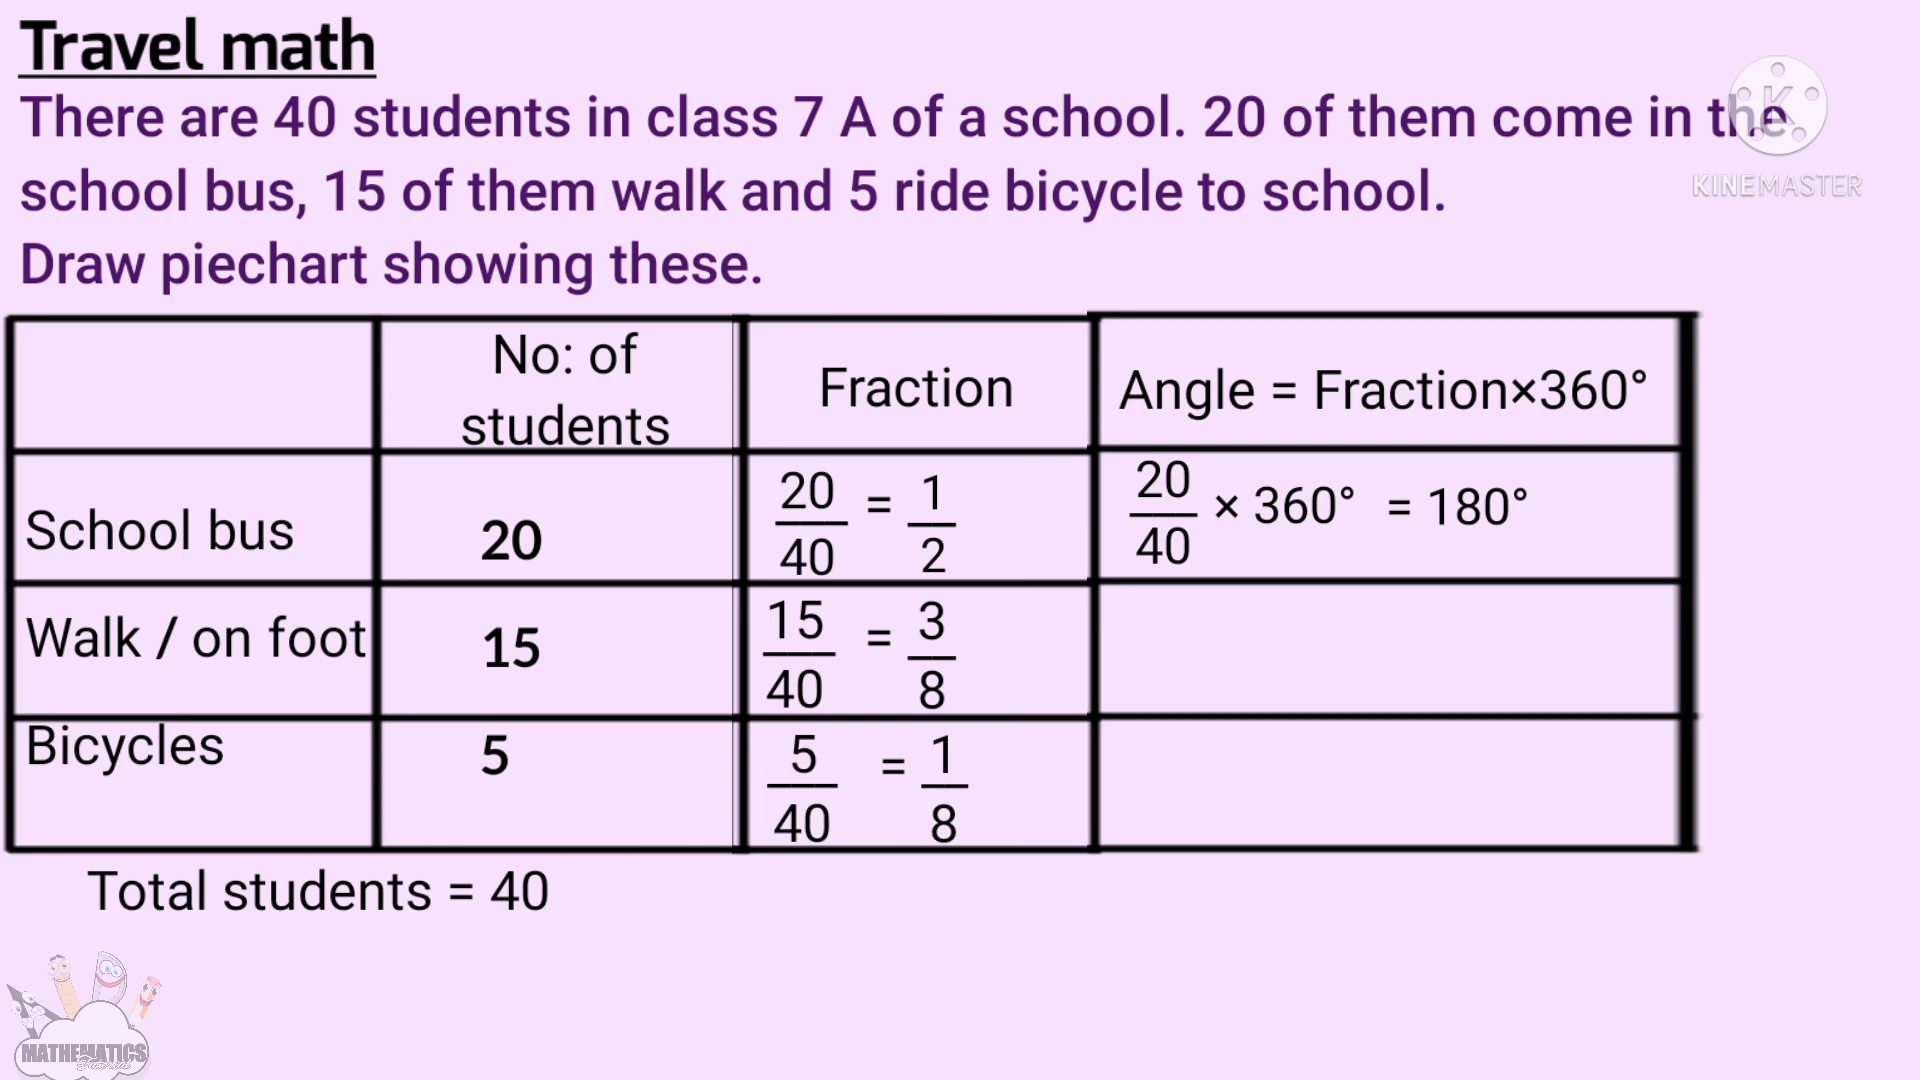 Travel math
There are 40 students in class 7 A of a school. 20 of them come in the
school bus, 15 of them walk and 5 ride bicycle to school.
Draw piechart showing these.
KINEMASTER
No: of
students
Fraction
Angle = Fraction×360°
School bus
20
20/40 = 1/2
20/40 × 360° = 180°
Walk / on foot
15
15/40 = 3/8
Bicycles
5
5/40 = 1/8
Total students = 40
MATHEMATICS
Tutorial